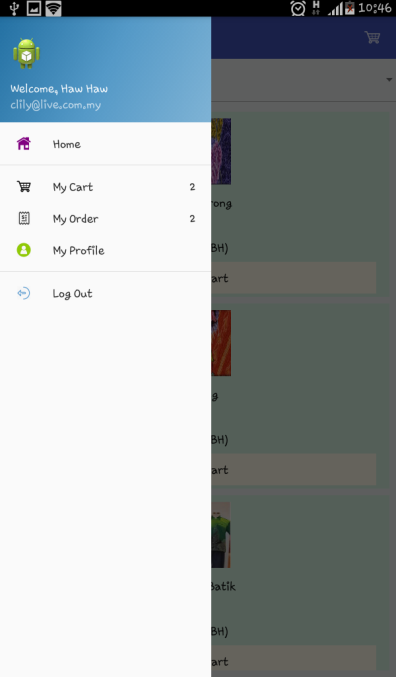 H
10:46
Welcome, Haw Haw
clily@live.com.my
Home
My Cart 2
My Order 2
My Profile
Log Out
rong
BH)
art
g
BH)
art
Batik
BH)
art